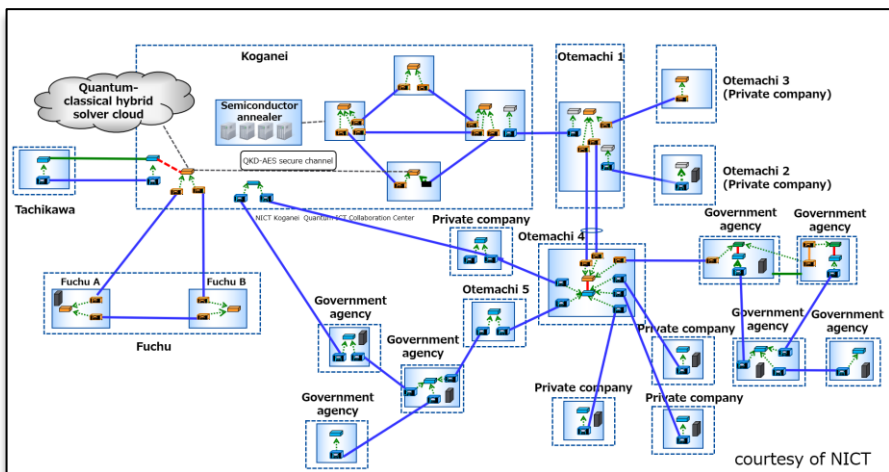 Koganei
Otemachi 1
Otemachi 3
(Private company)
Quantum-
classical hybrid
solver cloud
Semiconductor
annealer
QKD-AES secure channel
Otemachi 2
(Private company)
Tachikawa
NICT Koganei Quantum ICT Collaboration Center
Private company
Otemachi 4
Government
agency
Government
agency
Fuchu A
Fuchu B
Fuchu
Otemachi 5
Government
agency
Government
agency
Government
agency
Government
agency
Private company
Government
agency
Private company
Private company
courtesy of NICT